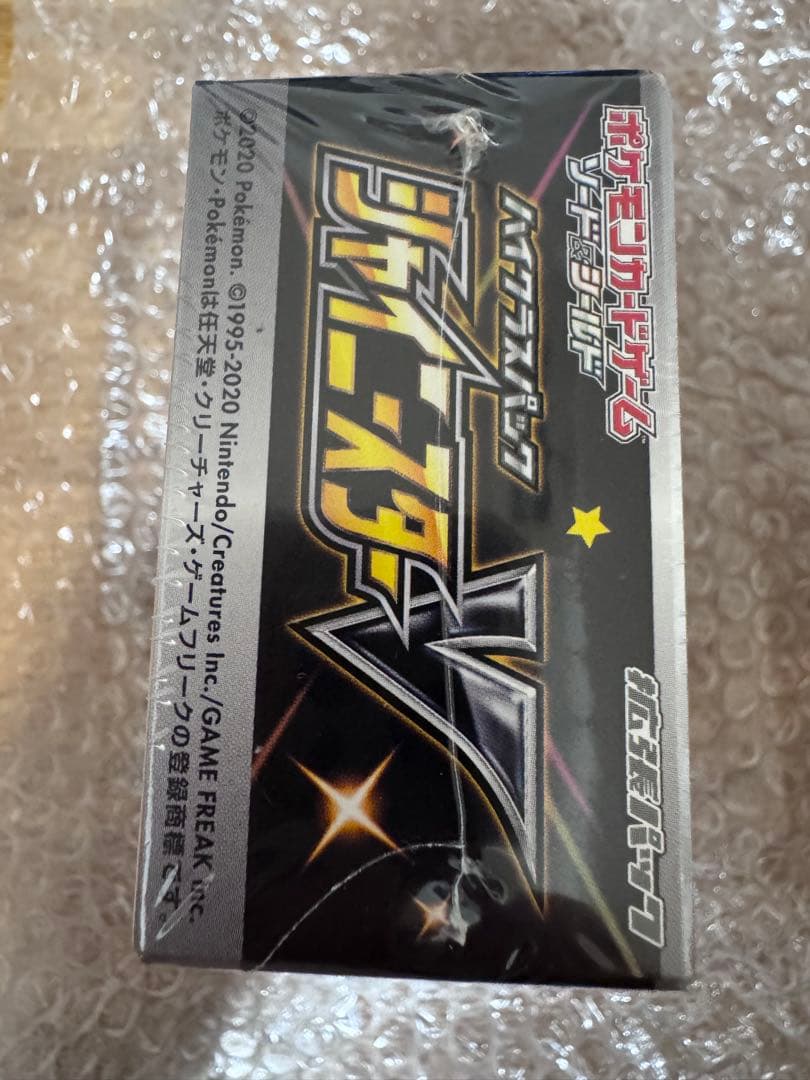 ポケモンカードゲーム
ソード&シールド
拡張パック
ハイクラスパック
シャイニースターV
©2020 Pokémon. ©1995-2020 Nintendo/Creatures Inc./GAME FREAK inc.
ポケモン・Pokémonは任天堂・クリーチャーズ・ゲームフリークの登録商標です。